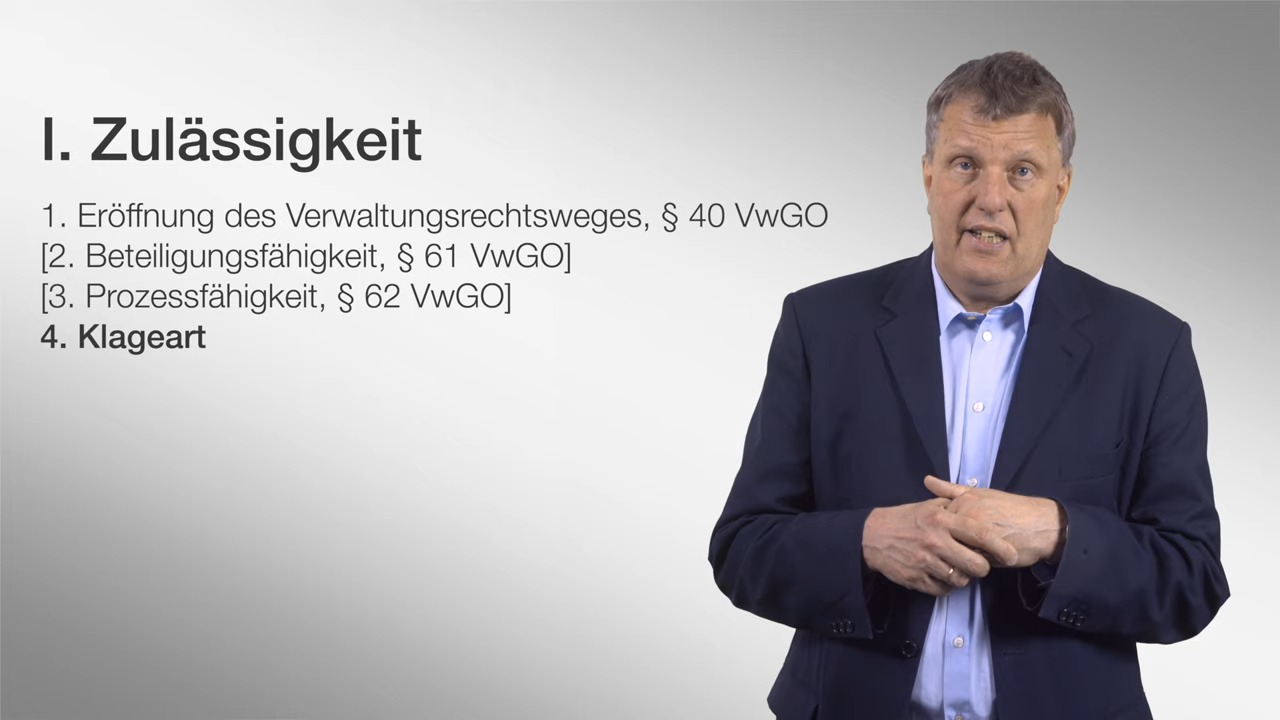 I. Zulässigkeit
1. Eröffnung des Verwaltungsrechtsweges, § 40 VwGO
[2. Beteiligungsfähigkeit, § 61 VwGO]
[3. Prozessfähigkeit, § 62 VwGO]
4. Klageart